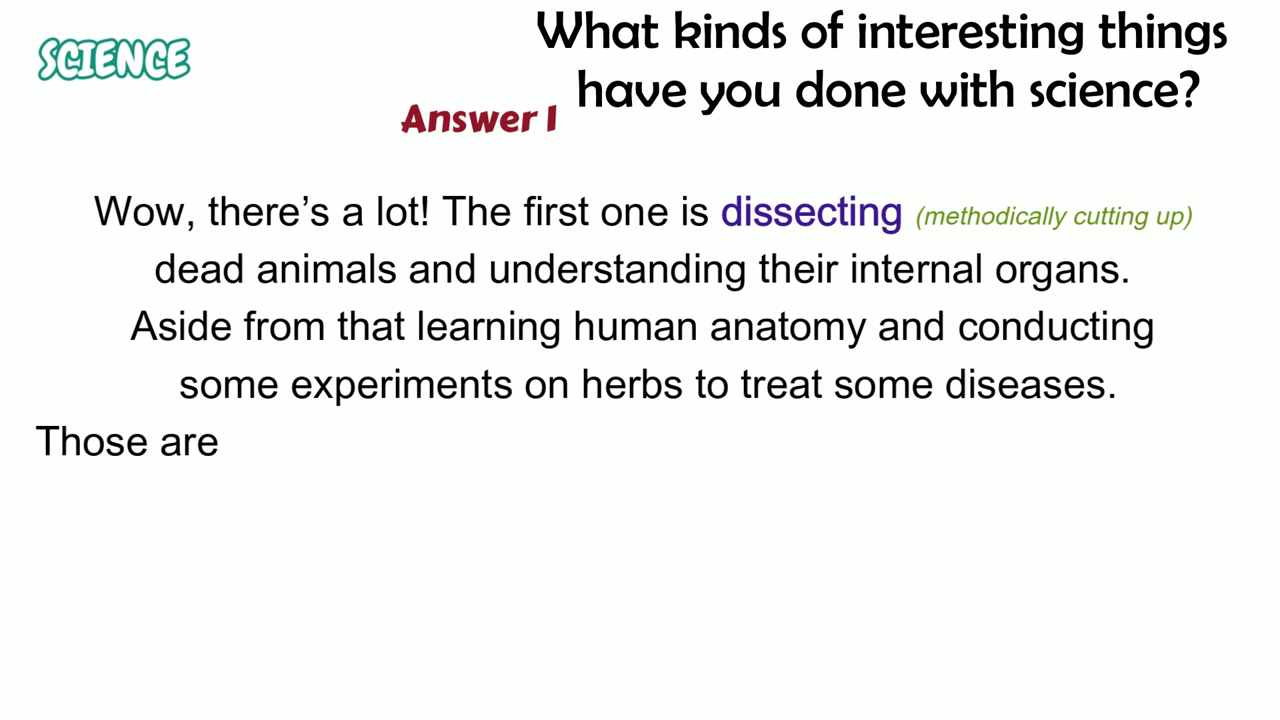 SCIENCE
What kinds of interesting things
have you done with science?
Answer 1
Wow, there's a lot! The first one is dissecting (methodically cutting up)
dead animals and understanding their internal organs.
Aside from that learning human anatomy and conducting
some experiments on herbs to treat some diseases.
Those are